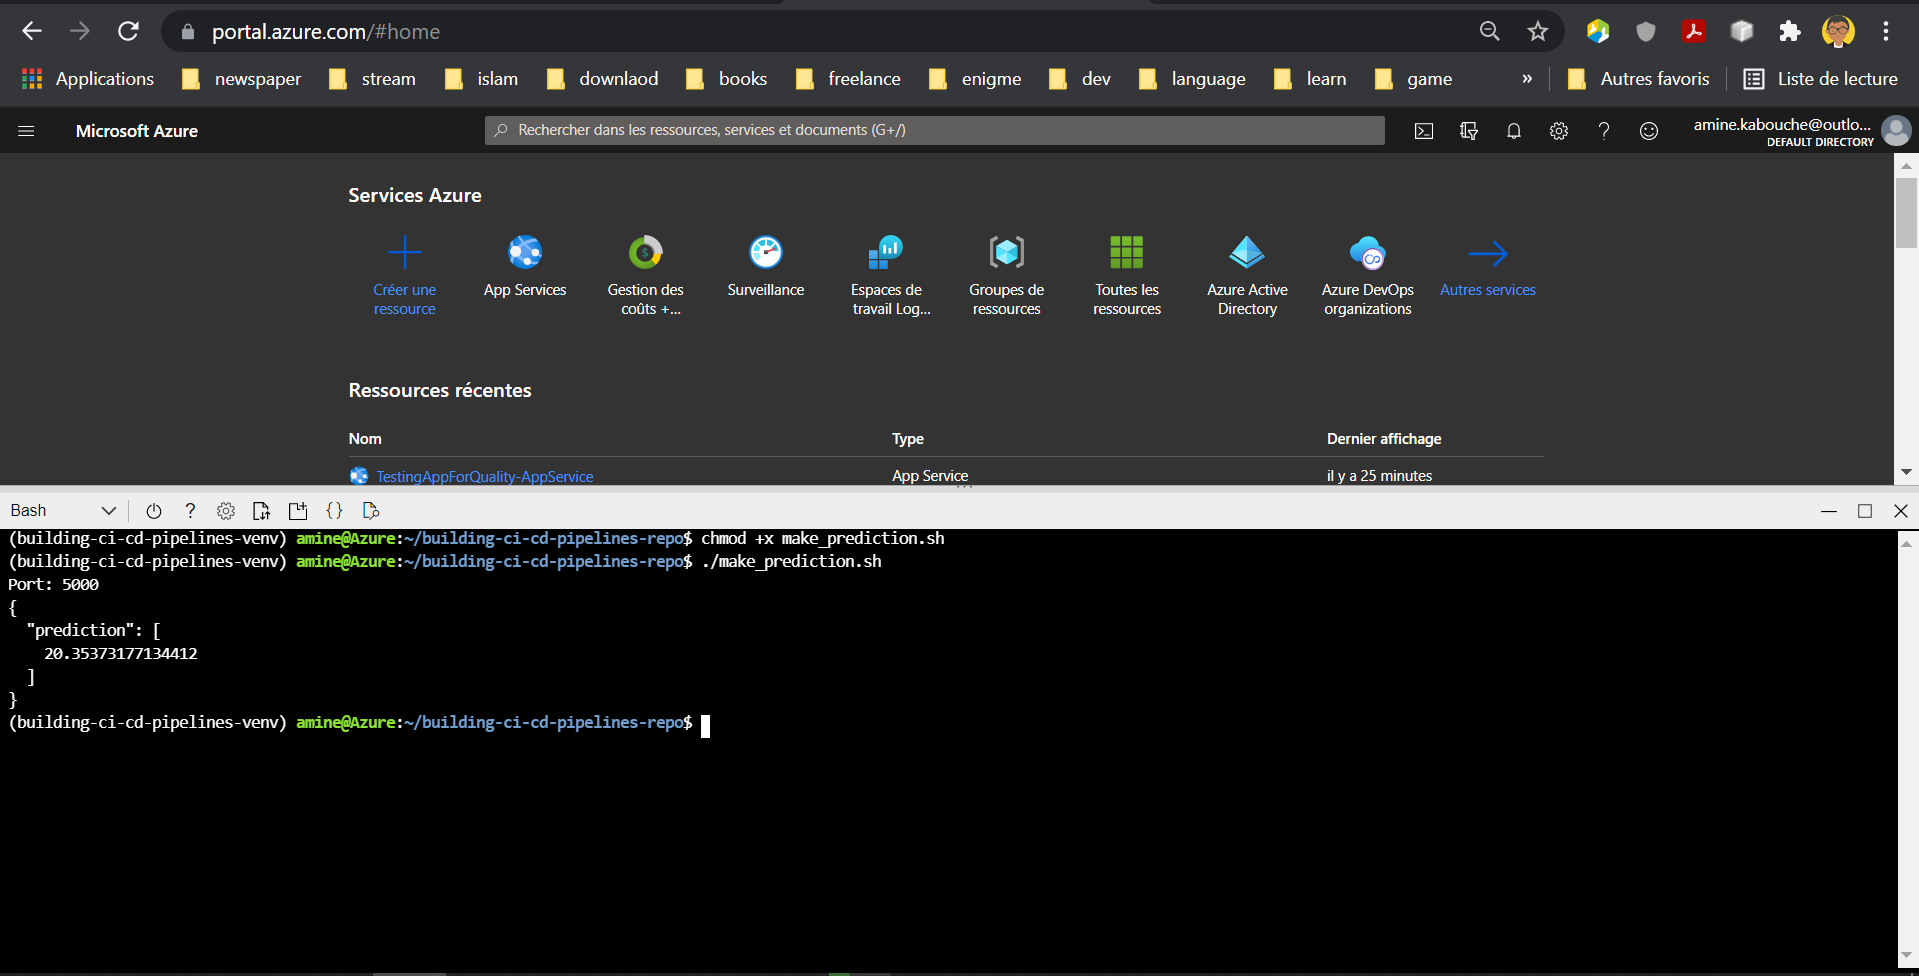 portal.azure.com/#home
Applications newspaper stream islam downlaod books freelance enigme dev language learn game » Autres favoris Liste de lecture
Microsoft Azure
Rechercher dans les ressources, services et documents (G+/)
amine.kabouche@outlo...
DEFAULT DIRECTORY
Services Azure
Créer une ressource
App Services
Gestion des coûts +...
Surveillance
Espaces de travail Log...
Groupes de ressources
Toutes les ressources
Azure Active Directory
Azure DevOps organizations
Autres services
Ressources récentes
Nom Type Dernier affichage
TestingAppForQuality-AppService App Service il y a 25 minutes
Bash
(building-ci-cd-pipelines-venv) amine@Azure:~/building-ci-cd-pipelines-repo$ chmod +x make_prediction.sh
(building-ci-cd-pipelines-venv) amine@Azure:~/building-ci-cd-pipelines-repo$ ./make_prediction.sh
Port: 5000
{
  "prediction": [
    20.35373177134412
  ]
}
(building-ci-cd-pipelines-venv) amine@Azure:~/building-ci-cd-pipelines-repo$